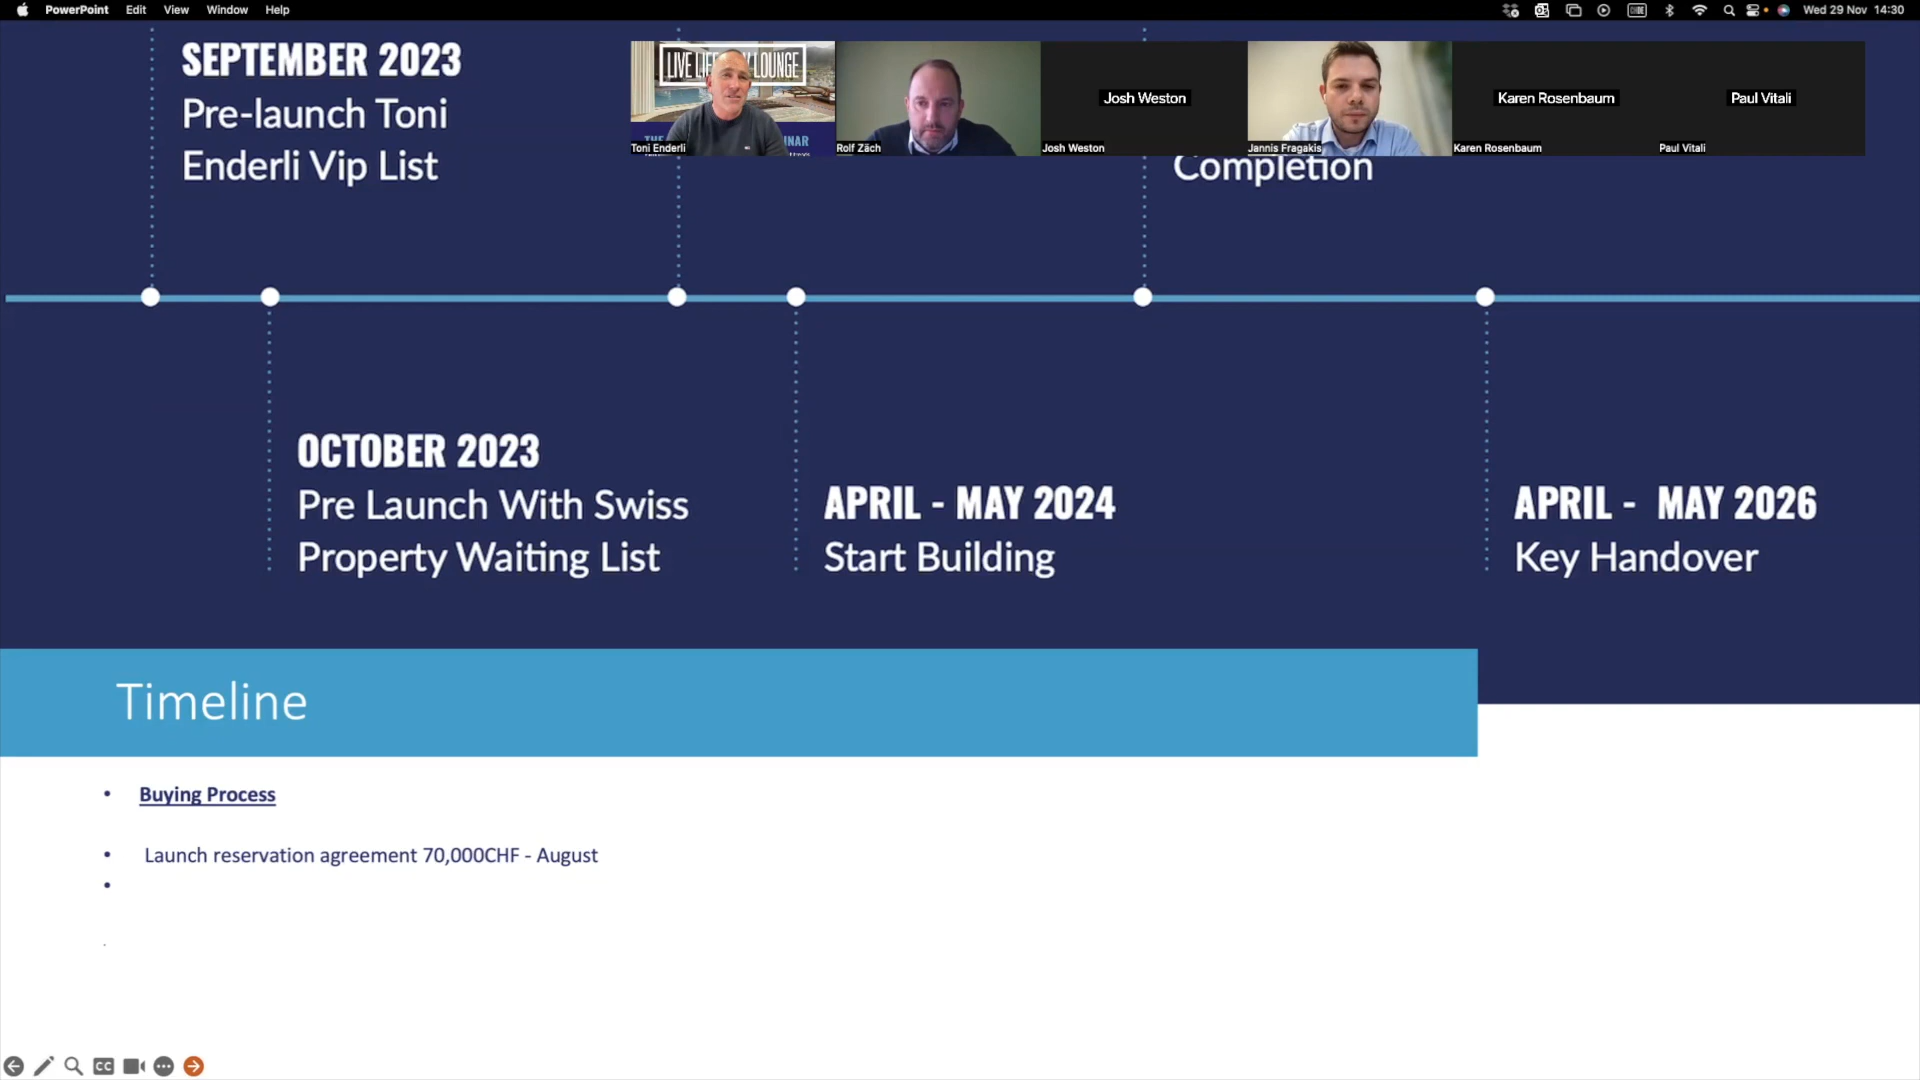 PowerPoint Edit View Window Help
Wed 29 Nov 14:30
SEPTEMBER 2023
Pre-launch Toni
Enderli Vip List
LIVE LOUNGE
Toni Enderli
Rolf Zäch
Josh Weston
Josh Weston
Jannis Fragakis
Karen Rosenbaum
Karen Rosenbaum
Paul Vitali
Paul Vitali
Completion
OCTOBER 2023
Pre Launch With Swiss
Property Waiting List
APRIL - MAY 2024
Start Building
APRIL - MAY 2026
Key Handover
Timeline
• Buying Process
• Launch reservation agreement 70,000CHF - August
•
.
CC